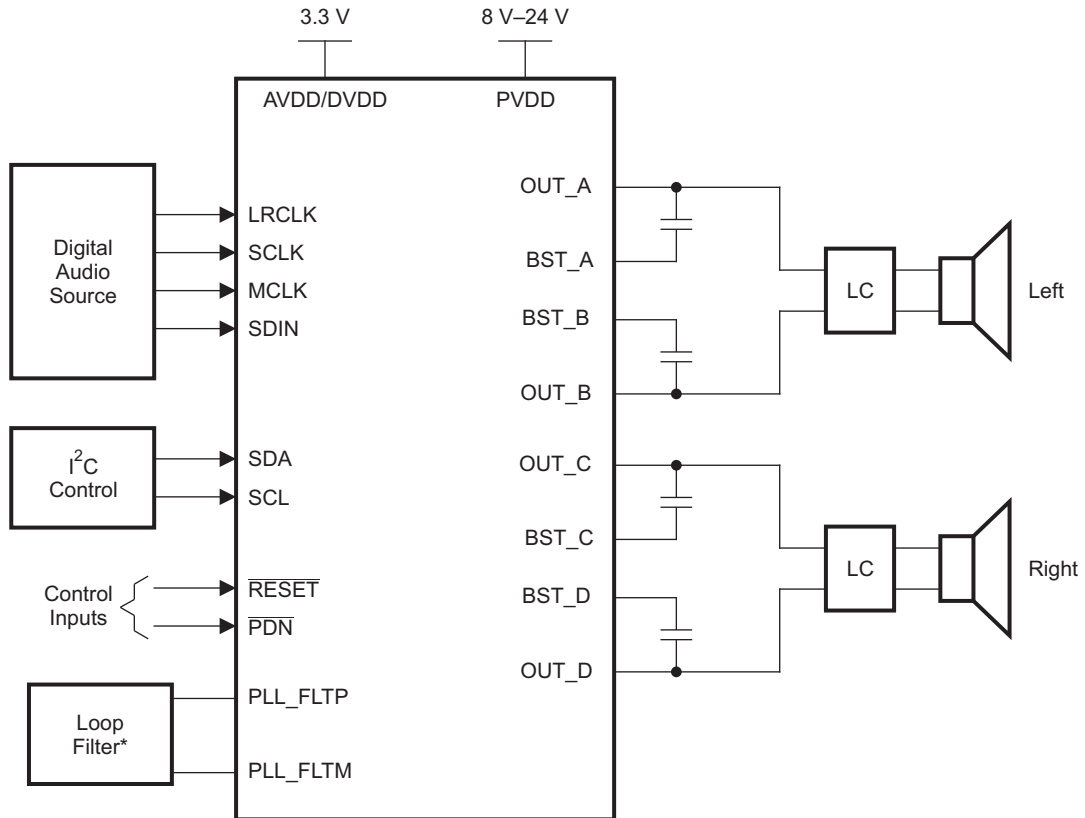 3.3 V
8 V–24 V
AVDD/DVDD
PVDD
Digital
Audio
Source
LRCLK
SCLK
MCLK
SDIN
I²C
Control
SDA
SCL
Control
Inputs
RESET
PDN
Loop
Filter*
PLL_FLTP
PLL_FLTM
OUT_A
BST_A
BST_B
OUT_B
LC
Left
OUT_C
BST_C
BST_D
OUT_D
LC
Right